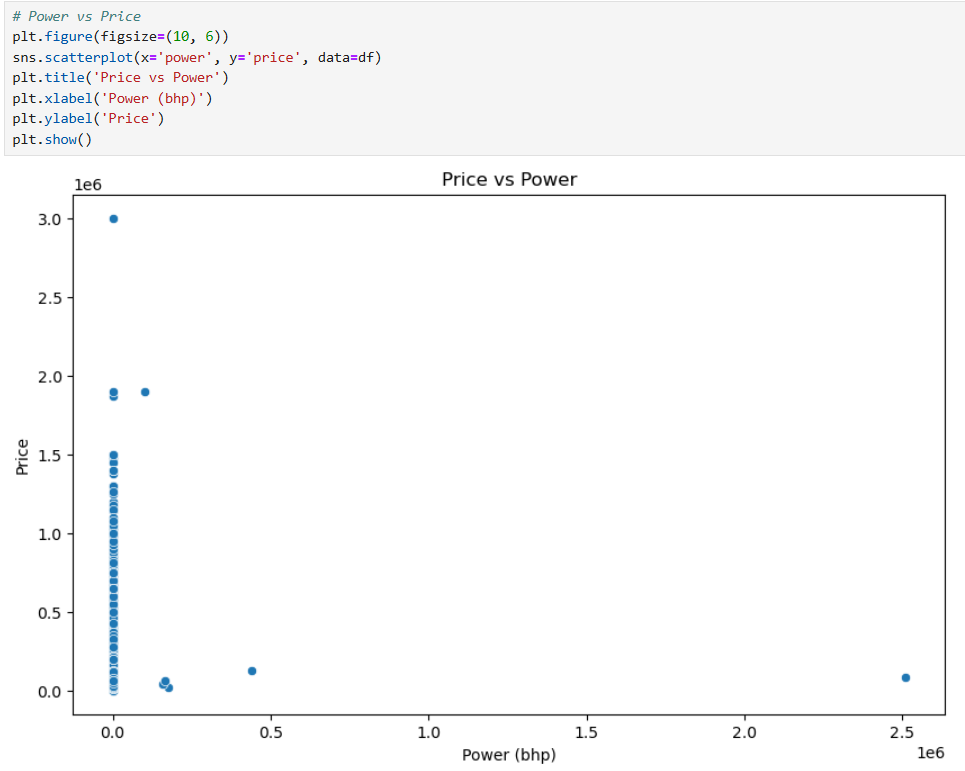 # Power vs Price
plt.figure(figsize=(10, 6))
sns.scatterplot(x='power', y='price', data=df)
plt.title('Price vs Power')
plt.xlabel('Power (bhp)')
plt.ylabel('Price')
plt.show()
Price vs Power
1e6
3.0
2.5
2.0
1.5
1.0
0.5
0.0
Price
0.0 0.5 1.0 1.5 2.0 2.5
1e6
Power (bhp)